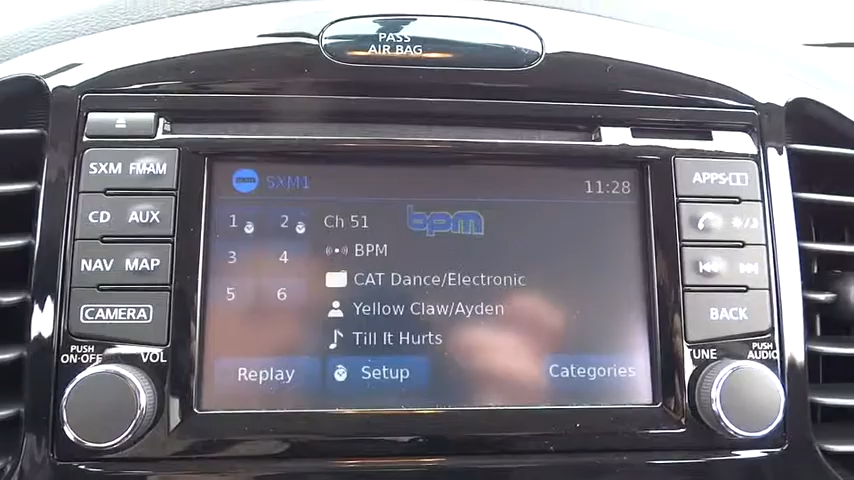 PASS
AIR BAG
SXM FM·AM
CD AUX
NAV MAP
CAMERA
PUSH
ON·OFF
VOL
SXM1
11:28
1 2
3 4
5 6
Ch 51
bpm
BPM
CAT Dance/Electronic
Yellow Claw/Ayden
Till It Hurts
Replay
Setup
Categories
APPS
BACK
TUNE
PUSH
AUDIO